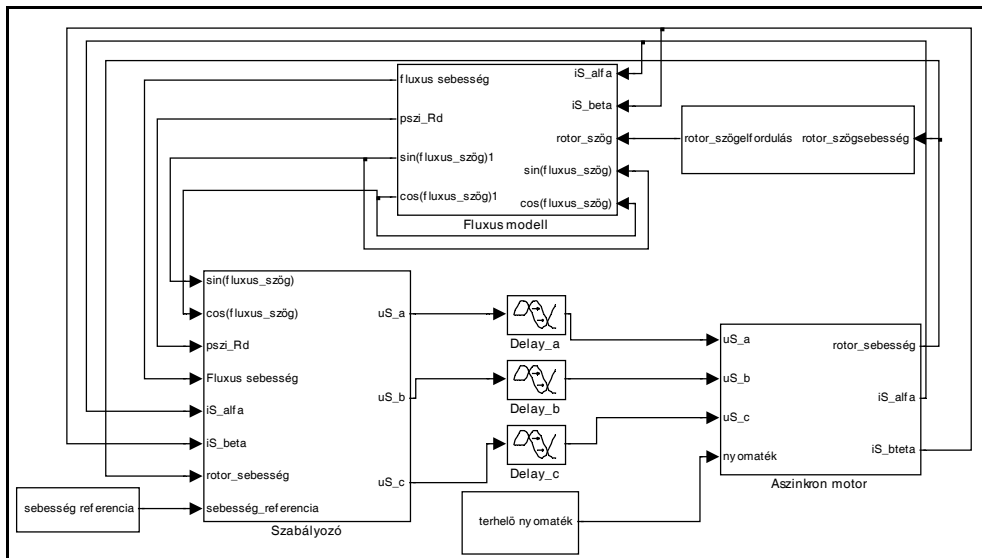 fluxus sebesség
pszi_Rd
sin(fluxus_szög)1
cos(fluxus_szög)1
iS_alfa
iS_beta
rotor_szög
sin(fluxus_szög)
cos(fluxus_szög)
Fluxus modell
rotor_szögelfordulás
rotor_szögsebesség
sin(fluxus_szög)
cos(fluxus_szög)
pszi_Rd
Fluxus sebesség
iS_alfa
iS_beta
rotor_sebesség
sebesség_referencia
uS_a
uS_b
uS_c
Szabályozó
sebesség referencia
Delay_a
Delay_b
Delay_c
terhelö nyomaték
uS_a
uS_b
uS_c
nyomaték
rotor_sebesség
iS_alfa
iS_bteta
Aszinkron motor